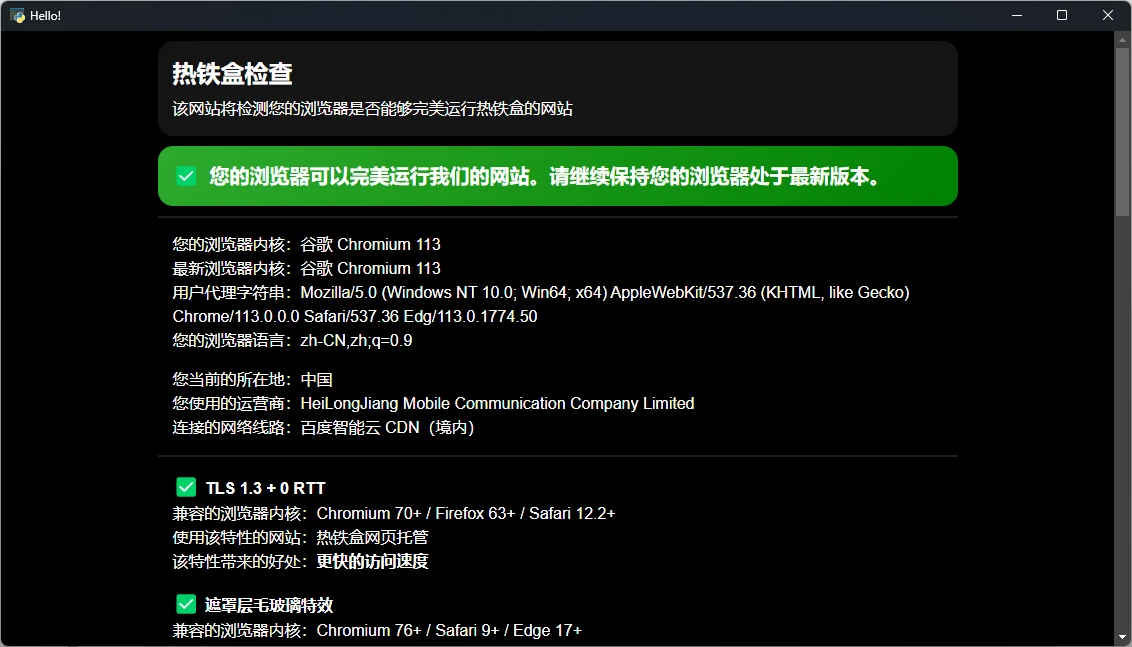 Hello!
热铁盒检查
该网站将检测您的浏览器是否能够完美运行热铁盒的网站
您的浏览器可以完美运行我们的网站。请继续保持您的浏览器处于最新版本。
您的浏览器内核：谷歌 Chromium 113
最新浏览器内核：谷歌 Chromium 113
用户代理字符串：Mozilla/5.0 (Windows NT 10.0; Win64; x64) AppleWebKit/537.36 (KHTML, like Gecko)
Chrome/113.0.0.0 Safari/537.36 Edg/113.0.1774.50
您的浏览器语言：zh-CN,zh;q=0.9
您当前的所在地：中国
您使用的运营商：HeiLongJiang Mobile Communication Company Limited
连接的网络线路：百度智能云 CDN（境内）
TLS 1.3 + 0 RTT
兼容的浏览器内核：Chromium 70+ / Firefox 63+ / Safari 12.2+
使用该特性的网站：热铁盒网页托管
该特性带来的好处：更快的访问速度
遮罩层毛玻璃特效
兼容的浏览器内核：Chromium 76+ / Safari 9+ / Edge 17+